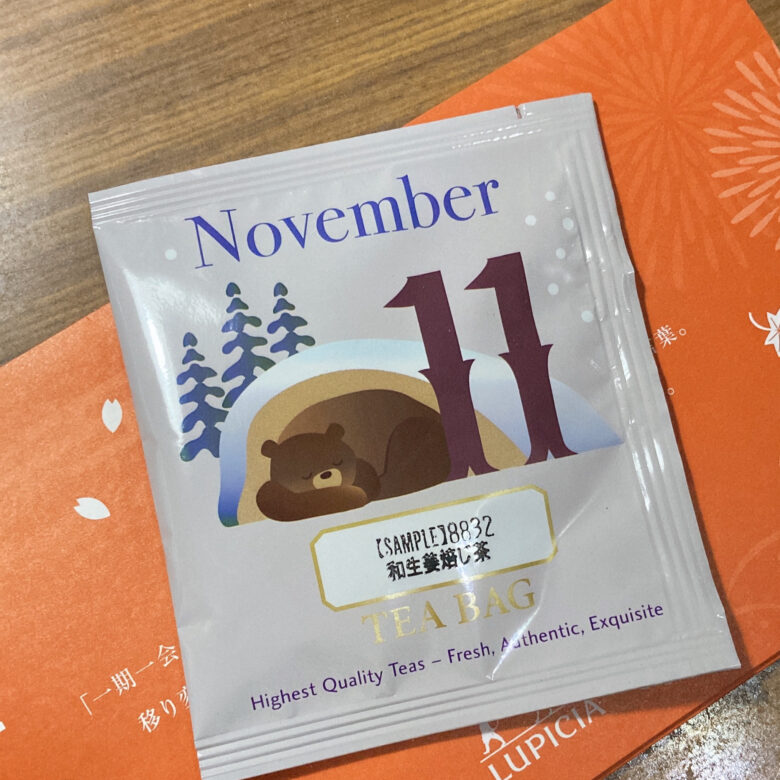 November
11
葉。
【SAMPLE】8832
和生姜焙じ茶
TEA BAG
Highest Quality Teas – Fresh, Authentic, Exquisite
「一期一会
移り変
LUPICIA